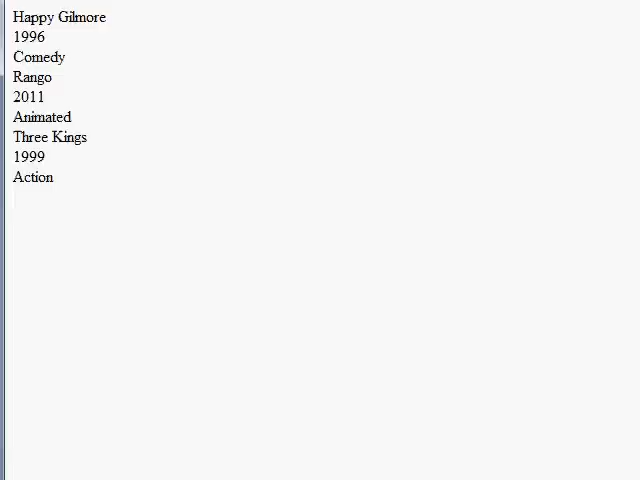 Happy Gilmore
1996
Comedy
Rango
2011
Animated
Three Kings
1999
Action